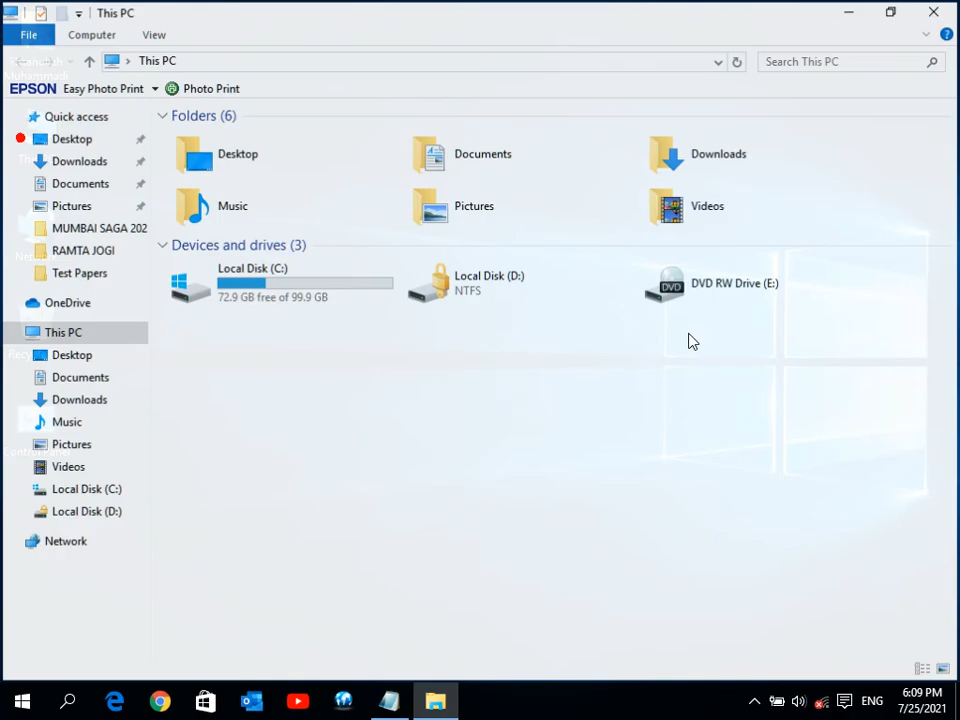 This PC
File Computer View
This PC
Search This PC
EPSON Easy Photo Print Photo Print
Quick access
Desktop
Downloads
Documents
Pictures
MUMBAI SAGA 202
RAMTA JOGI
Test Papers
OneDrive
This PC
Desktop
Documents
Downloads
Music
Pictures
Videos
Local Disk (C:)
Local Disk (D:)
Network
Folders (6)
Desktop
Documents
Downloads
Music
Pictures
Videos
Devices and drives (3)
Local Disk (C:)
72.9 GB free of 99.9 GB
Local Disk (D:)
NTFS
DVD
DVD RW Drive (E:)
Control Panel
ENG
6:09 PM
7/25/2021